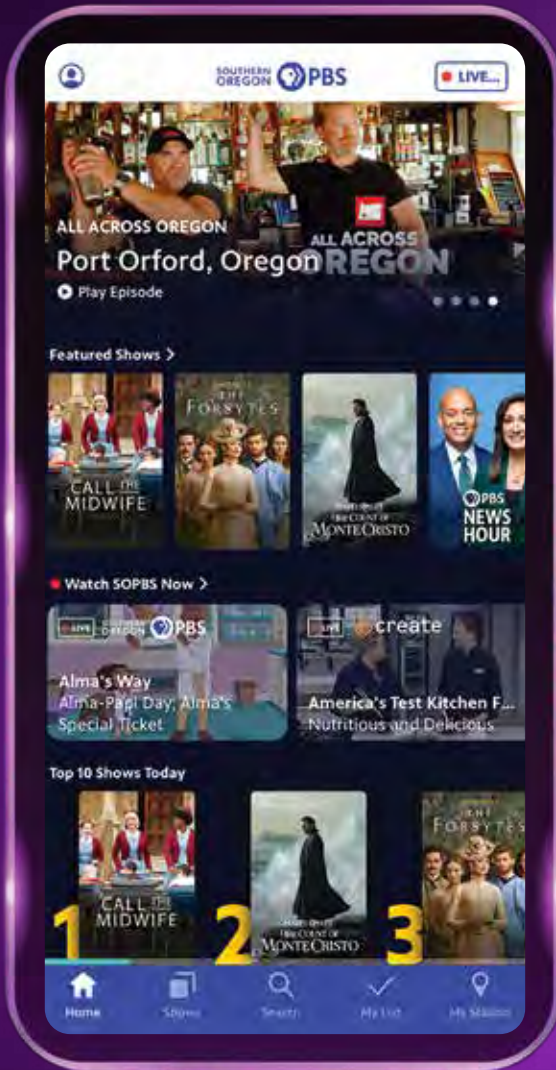 SOUTHERN OREGON PBS
LIVE...
ALL ACROSS OREGON
ALL ACROSS
OREGON
Port Orford, Oregon
Play Episode
Featured Shows >
CALL THE
MIDWIFE
THE
FORSYTES
THE COUNT OF
MONTE CRISTO
PBS
NEWS
HOUR
Watch SOPBS Now >
LIVE SOUTHERN OREGON PBS
Alma's Way
Alma-Papi Day; Alma's
Special Ticket
LIVE create
America's Test Kitchen F...
Nutritious and Delicious
Top 10 Shows Today
CALL THE
MIDWIFE
1
THE COUNT OF
MONTE CRISTO
2
THE
FORSYTES
3
Home
Shows
Search
My List
My Station